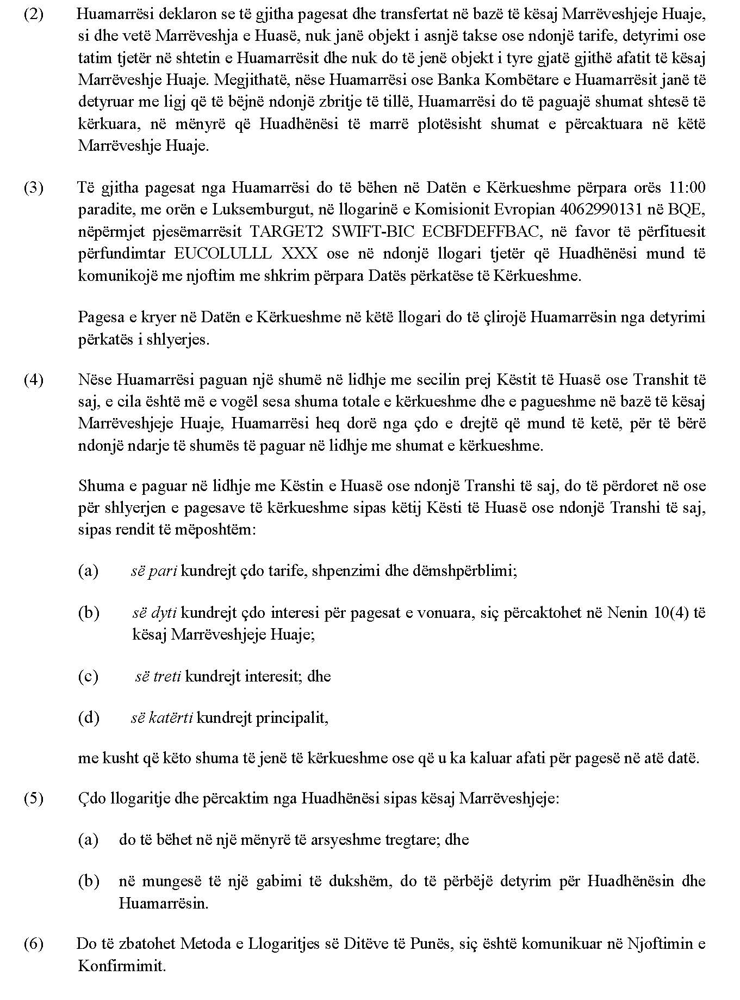 (2) Huamarrësi deklaron se të gjitha pagesat dhe transfertat në bazë të kësaj Marrëveshjeje Huaje,
si dhe vetë Marrëveshja e Huasë, nuk janë objekt i asnjë takse ose ndonjë tarife, detyrimi ose
tatim tjetër në shtetin e Huamarrësit dhe nuk do të jenë objekt i tyre gjatë gjithë afatit të kësaj
Marrëveshje Huaje. Megjithatë, nëse Huamarrësi ose Banka Kombëtare e Huamarrësit janë të
detyruar me ligj që të bëjnë ndonjë zbritje të tillë, Huamarrësi do të paguajë shumat shtesë të
kërkuara, në mënyrë që Huadhënësi të marrë plotësisht shumat e përcaktuara në këtë
Marrëveshje Huaje.
(3) Të gjitha pagesat nga Huamarrësi do të bëhen në Datën e Kërkueshme përpara orës 11:00
paradite, me orën e Luksemburgut, në llogarinë e Komisionit Evropian 4062990131 në BQE,
nëpërmjet pjesëmarrësit TARGET2 SWIFT-BIC ECBFDEFFBAC, në favor të përfituesit
përfundimtar EUCOLULLL XXX ose në ndonjë llogari tjetër që Huadhënësi mund të
komunikojë me njoftim me shkrim përpara Datës përkatëse të Kërkueshme.
Pagesa e kryer në Datën e Kërkueshme në këtë llogari do të çlirojë Huamarrësin nga detyrimi
përkatës i shlyerjes.
(4) Nëse Huamarrësi paguan një shumë në lidhje me secilin prej Këstit të Huasë ose Transhit të
saj, e cila është më e vogël sesa shuma totale e kërkueshme dhe e pagueshme në bazë të kësaj
Marrëveshjeje Huaje, Huamarrësi heq dorë nga çdo e drejtë që mund të ketë, për të bërë
ndonjë ndarje të shumës të paguar në lidhje me shumat e kërkueshme.
Shuma e paguar në lidhje me Këstin e Huasë ose ndonjë Transhi të saj, do të përdoret në ose
për shlyerjen e pagesave të kërkueshme sipas këtij Kësti të Huasë ose ndonjë Transhi të saj,
sipas rendit të mëposhtëm:
(a) së pari kundrejt çdo tarife, shpenzimi dhe dëmshpërblimi;
(b) së dyti kundrejt çdo interesi për pagesat e vonuara, siç përcaktohet në Nenin 10(4) të
kësaj Marrëveshjeje Huaje;
(c) së treti kundrejt interesit; dhe
(d) së katërti kundrejt principalit,
me kusht që këto shuma të jenë të kërkueshme ose që u ka kaluar afati për pagesë në atë datë.
(5) Çdo llogaritje dhe përcaktim nga Huadhënësi sipas kësaj Marrëveshjeje:
(a) do të bëhet në një mënyrë të arsyeshme tregtare; dhe
(b) në mungesë të një gabimi të dukshëm, do të përbëjë detyrim për Huadhënësin dhe
Huamarrësin.
(6) Do të zbatohet Metoda e Llogaritjes së Ditëve të Punës, siç është komunikuar në Njoftimin e
Konfirmimit.